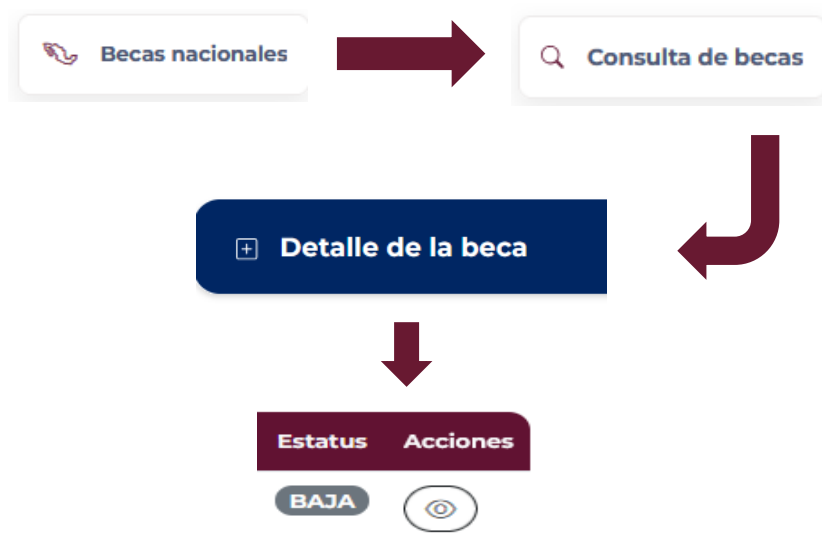 Becas nacionales
Consulta de becas
Detalle de la beca
Estatus Acciones
BAJA